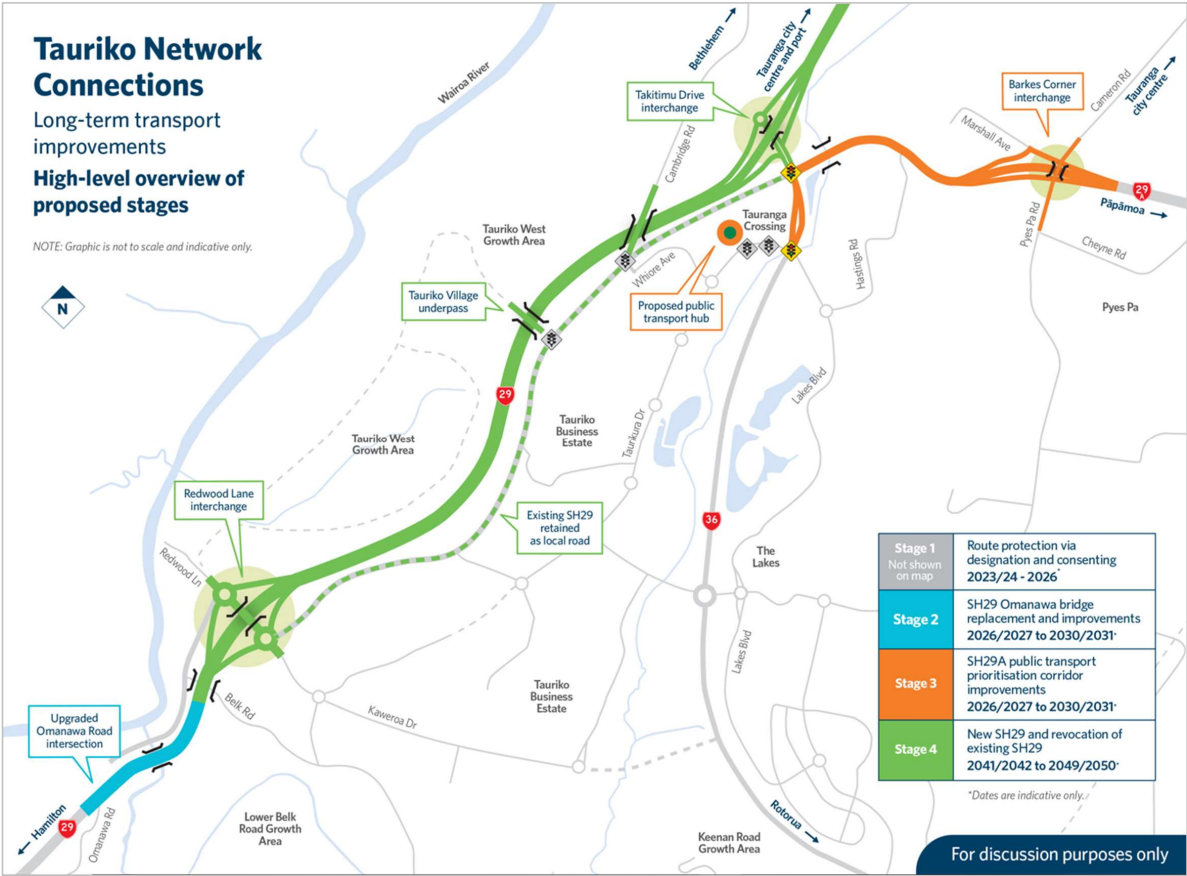 Tauriko Network
Connections
Long-term transport
improvements
High-level overview of
proposed stages
NOTE: Graphic is not to scale and indicative only.
N
Wairoa River
Bethlehem
Tauranga city
centre and port
Takitimu Drive
interchange
Cambridge Rd
Barkes Corner
interchange
Cameron Rd
Tauranga
city centre
Marshall Ave
29
A
Pāpāmoa
Pyes Pa Rd
Cheyne Rd
Pyes Pa
Tauriko West
Growth Area
Tauranga
Crossing
Whiore Ave
Hastings Rd
Proposed public
transport hub
Tauriko Village
underpass
29
Tauriko
Business
Estate
Taurikura Dr
Lakes Blvd
Tauriko West
Growth Area
Redwood Lane
interchange
Existing SH29
retained
as local road
36
The
Lakes
Redwood Ln
Lakes Blvd
Belk Rd
Kaweroa Dr
Tauriko
Business
Estate
Upgraded
Omanawa Road
intersection
Hamilton
29
Omanawa Rd
Lower Belk
Road Growth
Area
Rotorua
Keenan Road
Growth Area
Stage 1
Not shown
on map
Route protection via
designation and consenting
2023/24 - 2026*
Stage 2
SH29 Omanawa bridge
replacement and improvements
2026/2027 to 2030/2031*
Stage 3
SH29A public transport
prioritisation corridor
improvements
2026/2027 to 2030/2031*
Stage 4
New SH29 and revocation of
existing SH29
2041/2042 to 2049/2050*
*Dates are indicative only.
For discussion purposes only